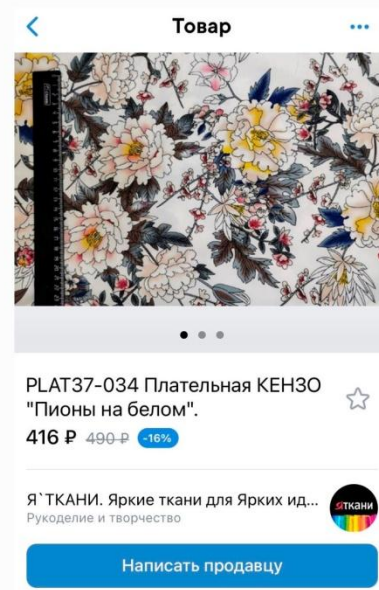 Товар
PLAT37-034 Плательная КЕНЗО
"Пионы на белом".
416 ₽ 490 ₽ -16%
Я`ТКАНИ. Яркие ткани для Ярких ид...
Рукоделие и творчество
ЯТКАНИ
Написать продавцу